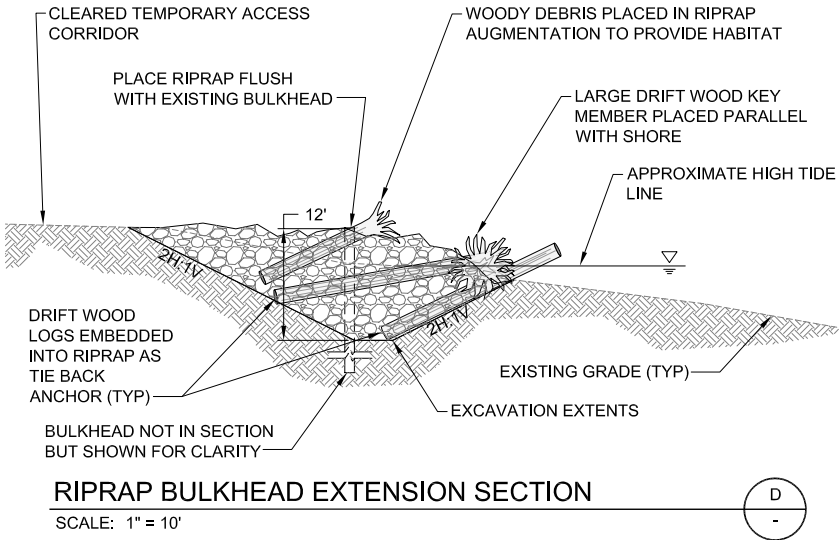 CLEARED TEMPORARY ACCESS
CORRIDOR
WOODY DEBRIS PLACED IN RIPRAP
AUGMENTATION TO PROVIDE HABITAT
PLACE RIPRAP FLUSH
WITH EXISTING BULKHEAD
LARGE DRIFT WOOD KEY
MEMBER PLACED PARALLEL
WITH SHORE
APPROXIMATE HIGH TIDE
LINE
12'
2H:1V
2H:1V
DRIFT WOOD
LOGS EMBEDDED
INTO RIPRAP AS
TIE BACK
ANCHOR (TYP)
EXISTING GRADE (TYP)
EXCAVATION EXTENTS
BULKHEAD NOT IN SECTION
BUT SHOWN FOR CLARITY
RIPRAP BULKHEAD EXTENSION SECTION
SCALE: 1" = 10'
D
-